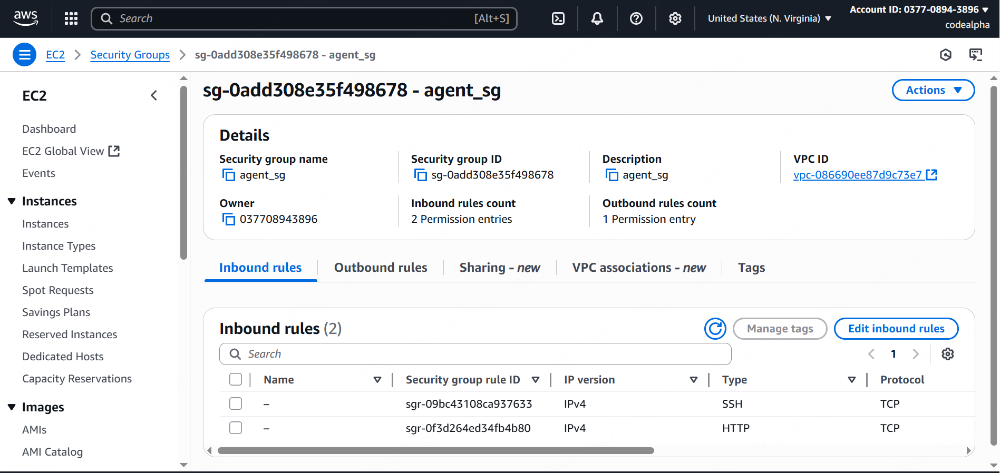 aws
Search [Alt+S]
United States (N. Virginia)
Account ID: 0377-0894-3896
codealpha
EC2 Security Groups sg-0add308e35f498678 - agent_sg
EC2
Dashboard
EC2 Global View
Events
Instances
Instances
Instance Types
Launch Templates
Spot Requests
Savings Plans
Reserved Instances
Dedicated Hosts
Capacity Reservations
Images
AMIs
AMI Catalog
sg-0add308e35f498678 - agent_sg
Actions
Details
Security group name
agent_sg
Security group ID
sg-0add308e35f498678
Description
agent_sg
VPC ID
vpc-086690ee87d9c73e7
Owner
037708943896
Inbound rules count
2 Permission entries
Outbound rules count
1 Permission entry
Inbound rules Outbound rules Sharing - new VPC associations - new Tags
Inbound rules (2)
Manage tags Edit inbound rules
Search
1
Name Security group rule ID IP version Type Protocol
– sgr-09bc43108ca937633 IPv4 SSH TCP
– sgr-0f3d264ed34fb4b80 IPv4 HTTP TCP